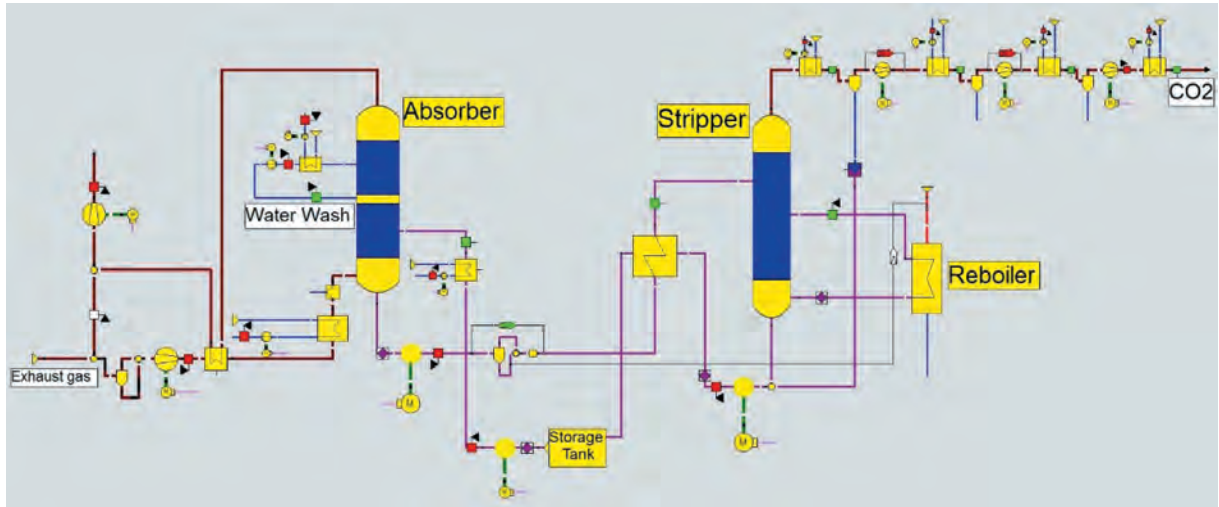 Absorber
Stripper
CO2
Water Wash
Reboiler
Exhaust gas
M
Storage
Tank
M